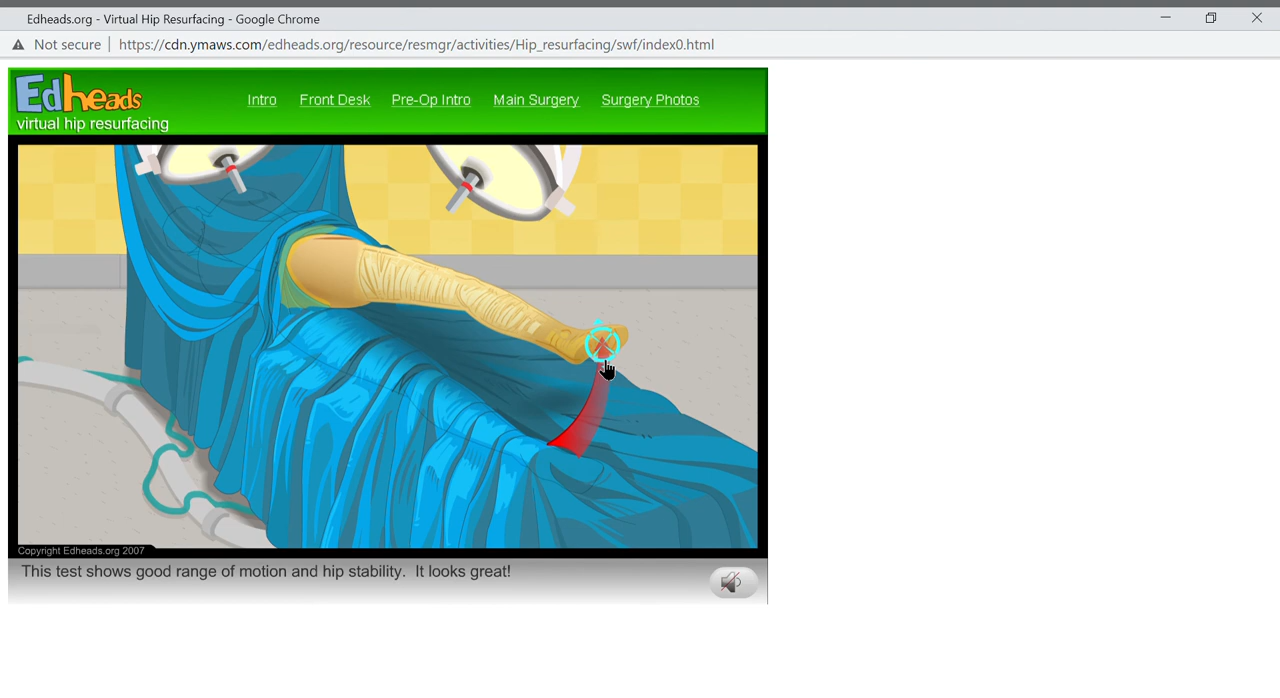 Edheads.org - Virtual Hip Resurfacing - Google Chrome
Not secure | https://cdn.ymaws.com/edheads.org/resource/resmgr/activities/Hip_resurfacing/swf/index0.html
Edheads
virtual hip resurfacing
Intro Front Desk Pre-Op Intro Main Surgery Surgery Photos
Copyright Edheads.org 2007
This test shows good range of motion and hip stability. It looks great!